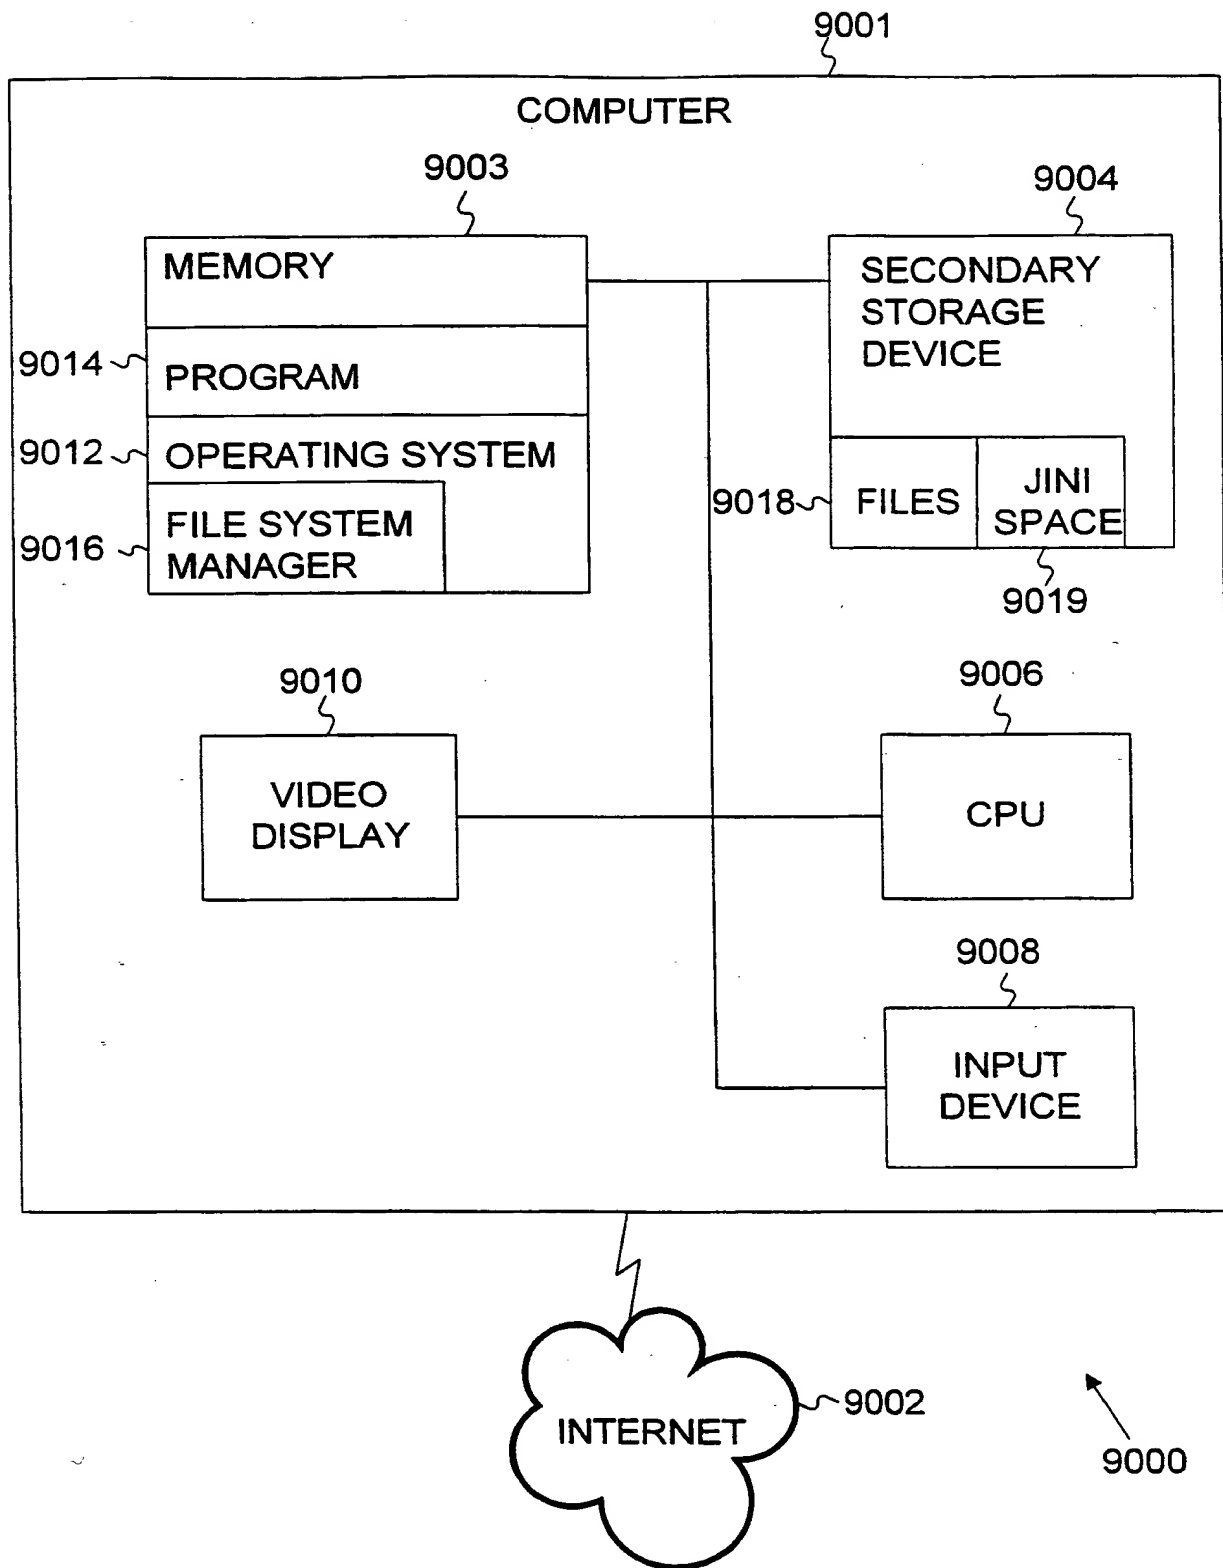 9001
COMPUTER
9003
9004
MEMORY
SECONDARY
STORAGE
DEVICE
9014
PROGRAM
9012
OPERATING SYSTEM
9016
FILE SYSTEM
MANAGER
9018
FILES
JINI
SPACE
9019
9010
9006
VIDEO
DISPLAY
CPU
9008
INPUT
DEVICE
INTERNET
9002
9000